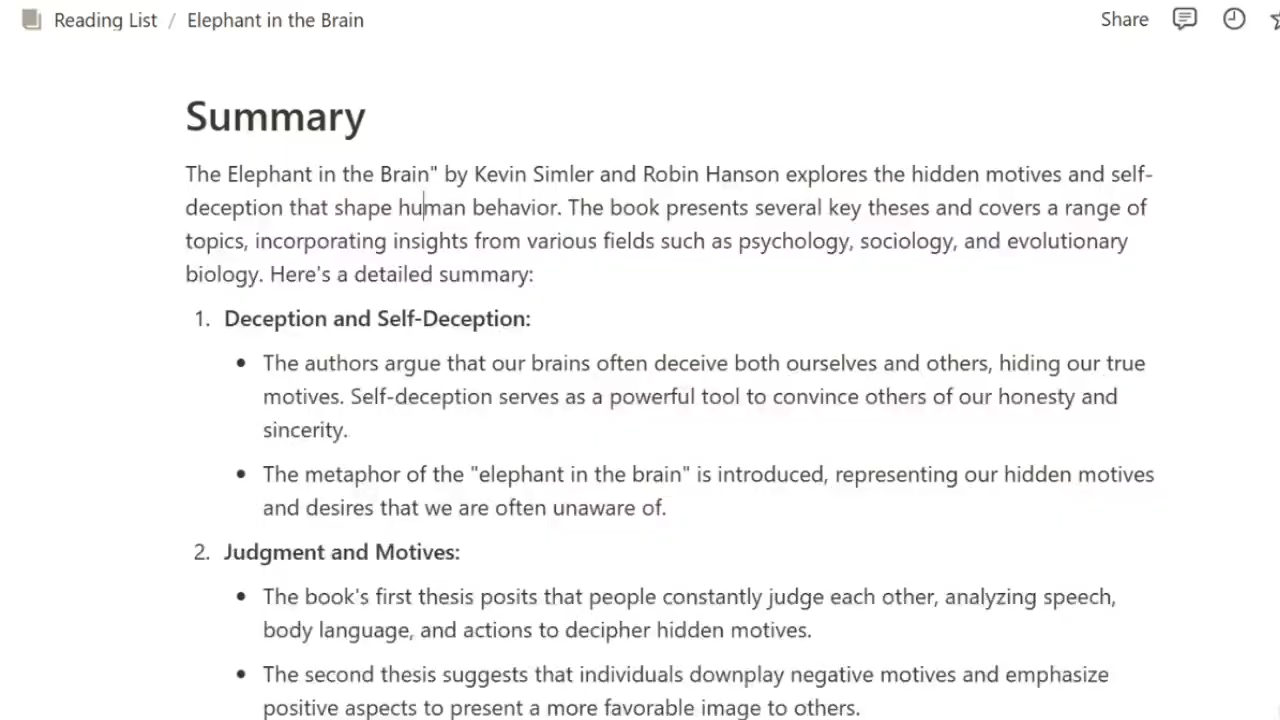 Reading List / Elephant in the Brain
Share
Summary
The Elephant in the Brain" by Kevin Simler and Robin Hanson explores the hidden motives and self-
deception that shape human behavior. The book presents several key theses and covers a range of
topics, incorporating insights from various fields such as psychology, sociology, and evolutionary
biology. Here's a detailed summary:
1. Deception and Self-Deception:
• The authors argue that our brains often deceive both ourselves and others, hiding our true
motives. Self-deception serves as a powerful tool to convince others of our honesty and
sincerity.
• The metaphor of the "elephant in the brain" is introduced, representing our hidden motives
and desires that we are often unaware of.
2. Judgment and Motives:
• The book's first thesis posits that people constantly judge each other, analyzing speech,
body language, and actions to decipher hidden motives.
• The second thesis suggests that individuals downplay negative motives and emphasize
positive aspects to present a more favorable image to others.